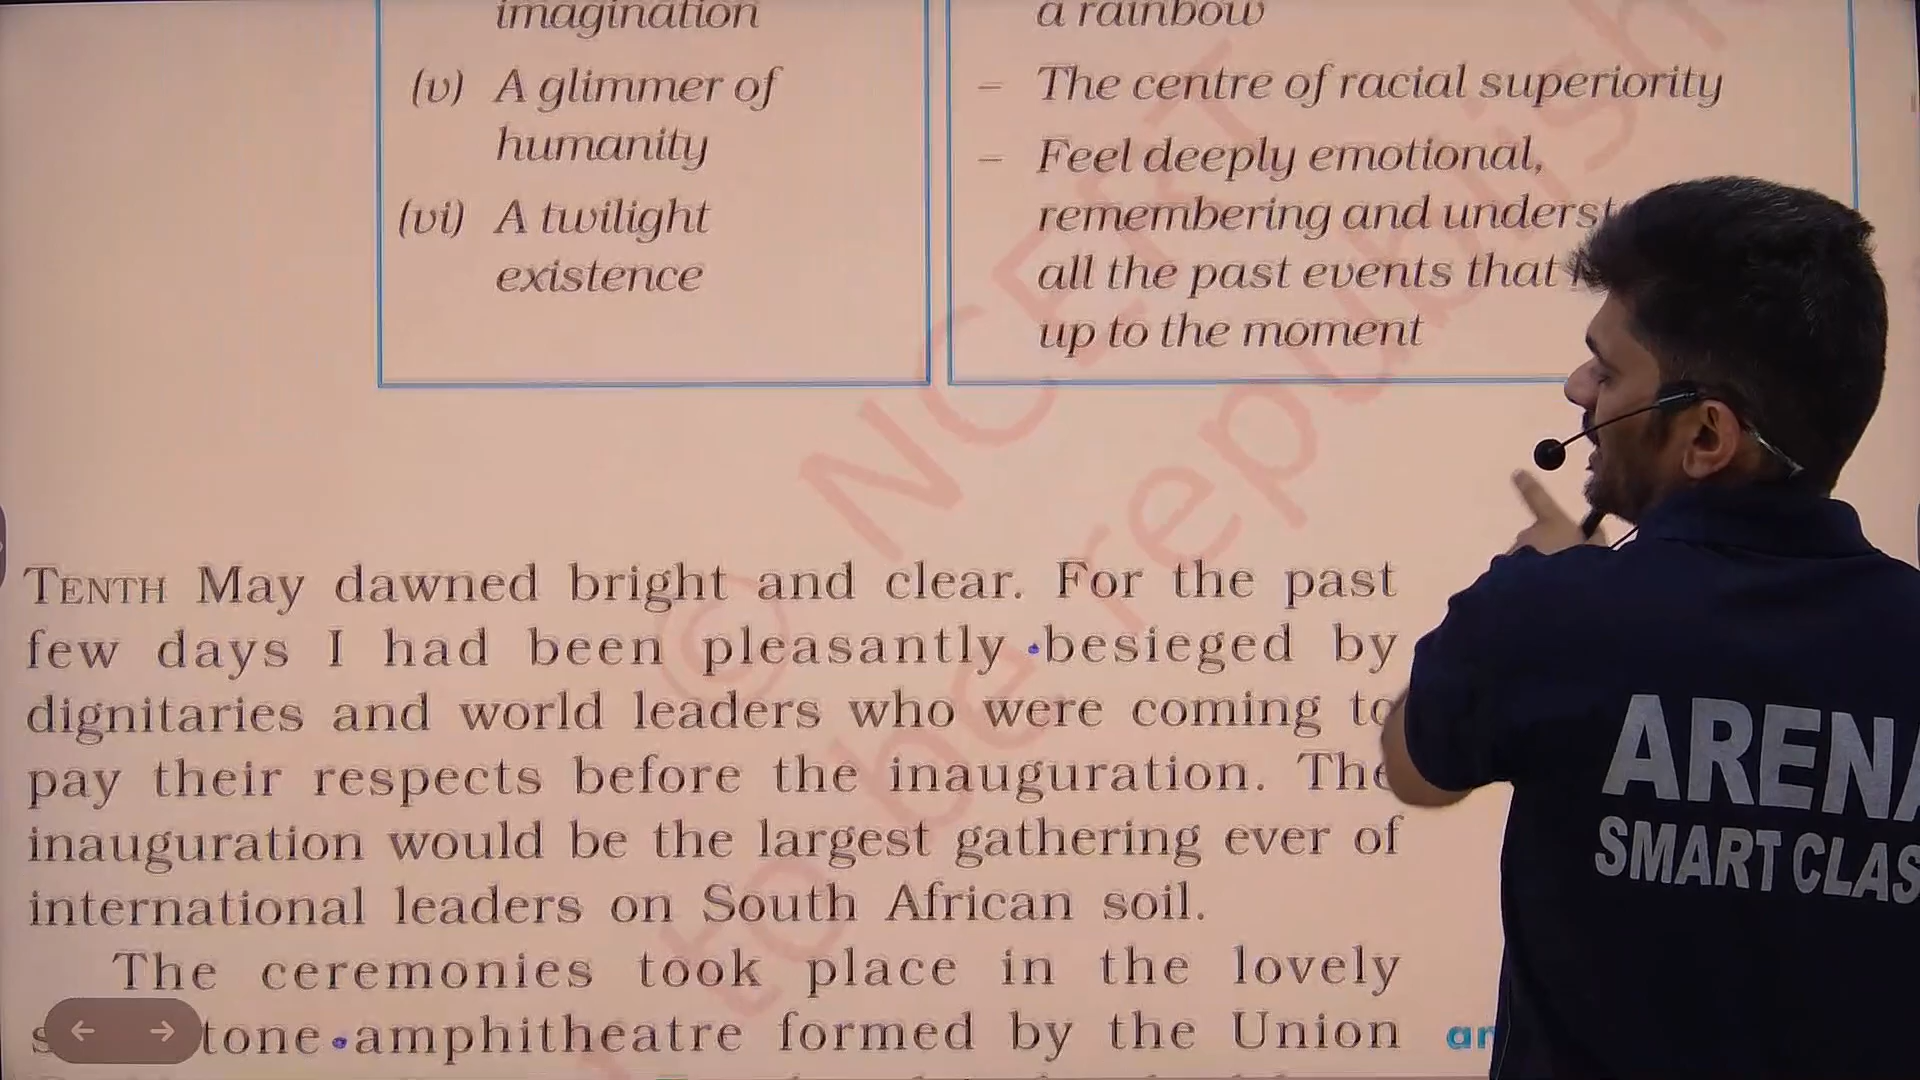 imagination
(v) A glimmer of
humanity
(vi) A twilight
existence
a rainbow
– The centre of racial superiority
– Feel deeply emotional,
remembering and underst
all the past events that
up to the moment
TENTH May dawned bright and clear. For the past
few days I had been pleasantly besieged by
dignitaries and world leaders who were coming to
pay their respects before the inauguration. The
inauguration would be the largest gathering ever of
international leaders on South African soil.
The ceremonies took place in the lovely
s tone amphitheatre formed by the Union
© NCERT
to be republish
ARENA
SMART CLAS